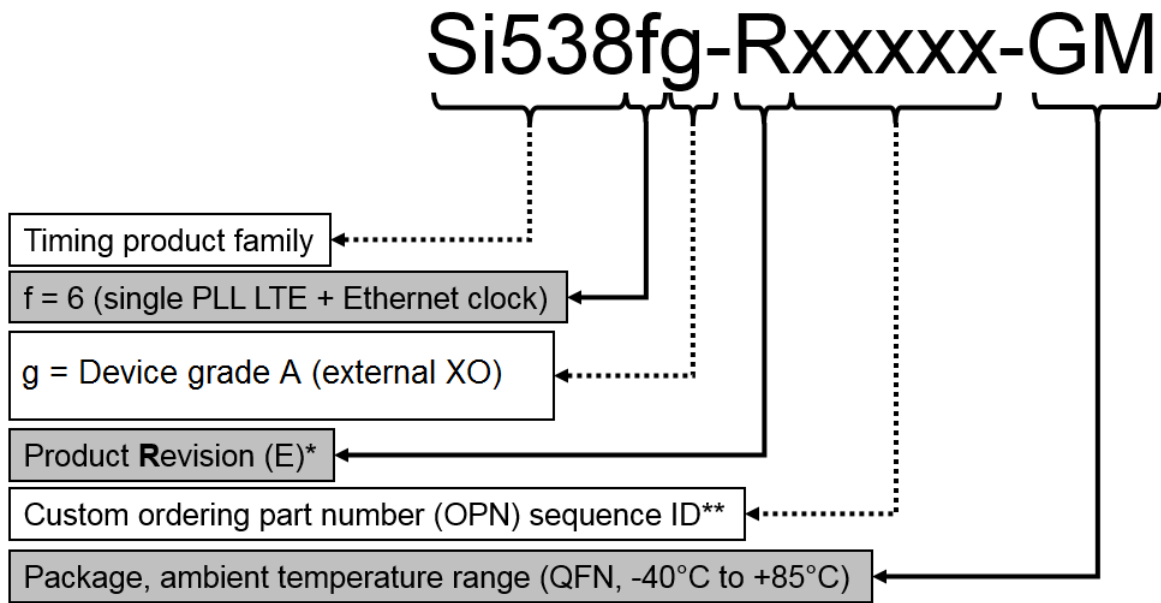 Si538fg-Rxxxxx-GM
Timing product family
f = 6 (single PLL LTE + Ethernet clock)
g = Device grade A (external XO)
Product Revision (E)*
Custom ordering part number (OPN) sequence ID**
Package, ambient temperature range (QFN, -40°C to +85°C)